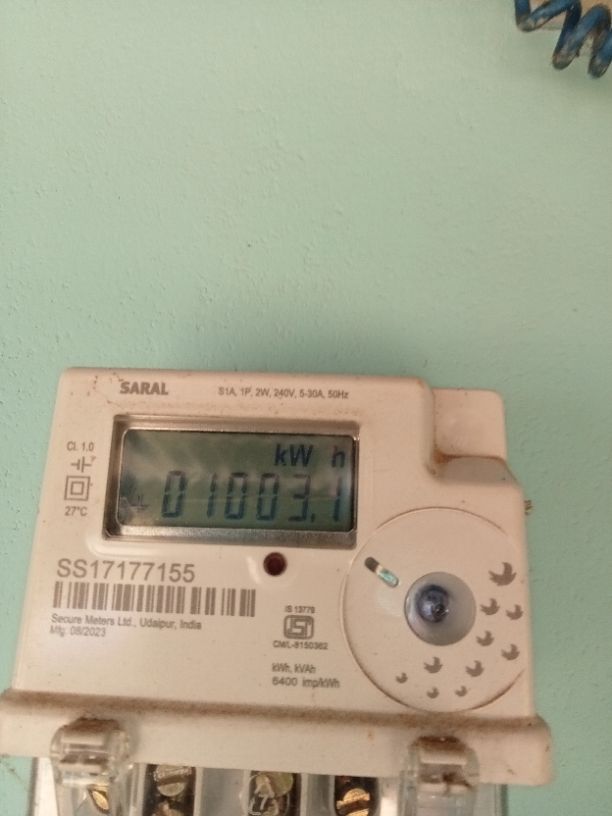 SARAL
S1A, 1P, 2W, 240V, 5-30A, 50Hz
Cl. 1.0
27°C
kW h
01003.1
SS17177155
Secure Meters Ltd., Udaipur, India
Mfg. 08/2023
IS 13779
CM/L-8150362
kWh, kVAh
6400 imp/kWh